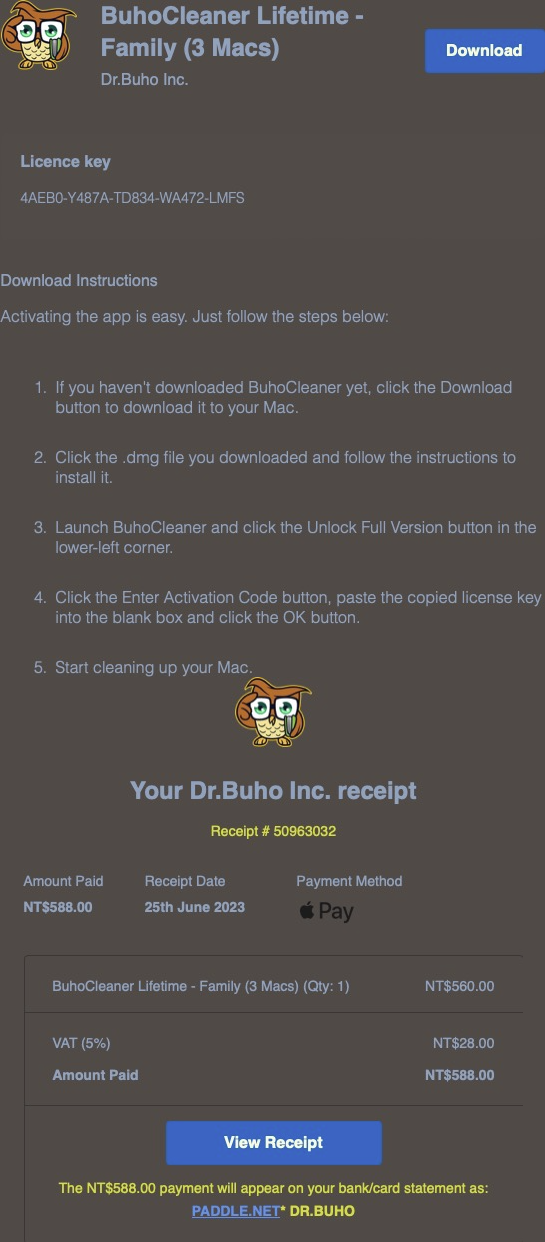 BuhoCleaner Lifetime -
Family (3 Macs)
Download
Dr.Buho Inc.
Licence key
4AEB0-Y487A-TD834-WA472-LMFS
Download Instructions
Activating the app is easy. Just follow the steps below:
1. If you haven't downloaded BuhoCleaner yet, click the Download
button to download it to your Mac.
2. Click the .dmg file you downloaded and follow the instructions to
install it.
3. Launch BuhoCleaner and click the Unlock Full Version button in the
lower-left corner.
4. Click the Enter Activation Code button, paste the copied license key
into the blank box and click the OK button.
5. Start cleaning up your Mac.
Your Dr.Buho Inc. receipt
Receipt # 50963032
Amount Paid Receipt Date Payment Method
NT$588.00 25th June 2023 Pay
BuhoCleaner Lifetime - Family (3 Macs) (Qty: 1) NT$560.00
VAT (5%) NT$28.00
Amount Paid NT$588.00
View Receipt
The NT$588.00 payment will appear on your bank/card statement as:
PADDLE.NET* DR.BUHO